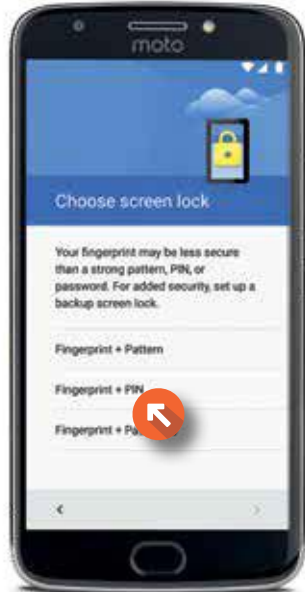 moto
Choose screen lock
Your fingerprint may be less secure
than a strong pattern, PIN, or
password. For added security, set up a
backup screen lock.
Fingerprint + Pattern
Fingerprint + PIN
Fingerprint +